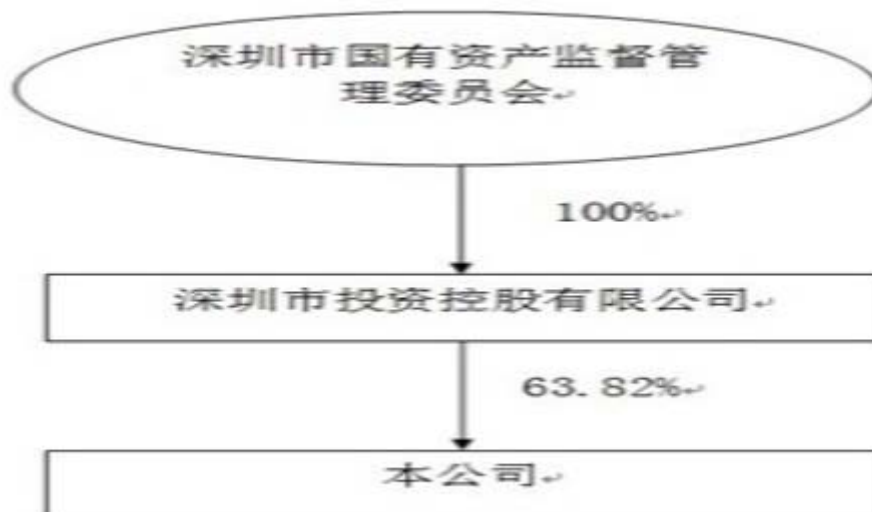 深圳市国有资产监督管
理委员会
100%
深圳市投资控股有限公司
63.82%
本公司